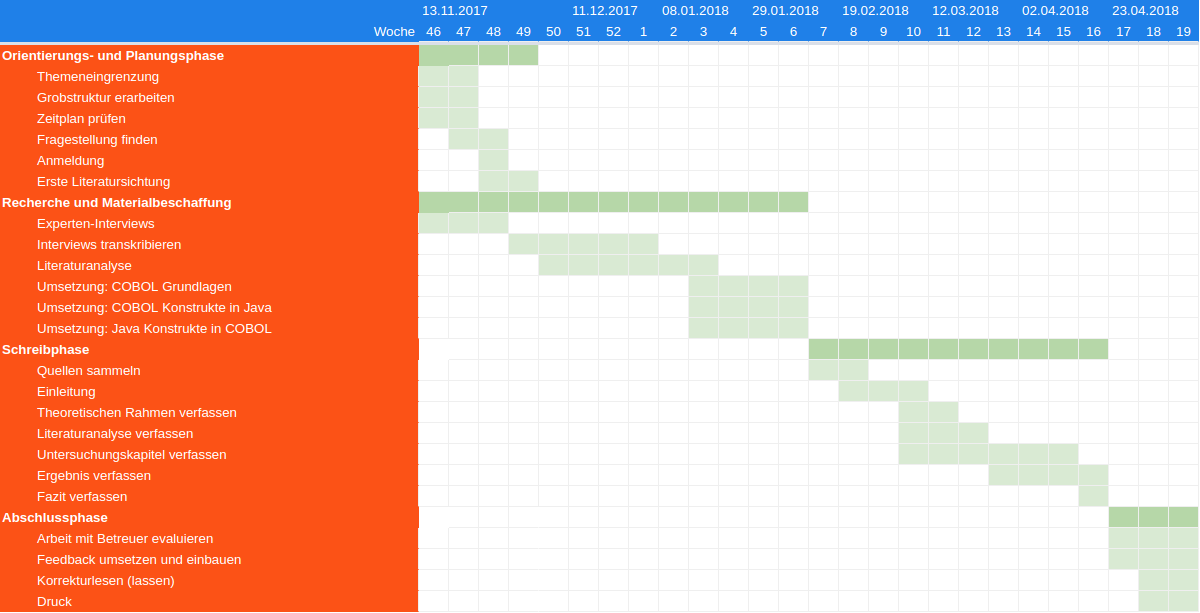 13.11.2017 11.12.2017 08.01.2018 29.01.2018 19.02.2018 12.03.2018 02.04.2018 23.04.2018
Woche 46 47 48 49 50 51 52 1 2 3 4 5 6 7 8 9 10 11 12 13 14 15 16 17 18 19
Orientierungs- und Planungsphase
Themeneingrenzung
Grobstruktur erarbeiten
Zeitplan prüfen
Fragestellung finden
Anmeldung
Erste Literatursichtung
Recherche und Materialbeschaffung
Experten-Interviews
Interviews transkribieren
Literaturanalyse
Umsetzung: COBOL Grundlagen
Umsetzung: COBOL Konstrukte in Java
Umsetzung: Java Konstrukte in COBOL
Schreibphase
Quellen sammeln
Einleitung
Theoretischen Rahmen verfassen
Literaturanalyse verfassen
Untersuchungskapitel verfassen
Ergebnis verfassen
Fazit verfassen
Abschlussphase
Arbeit mit Betreuer evaluieren
Feedback umsetzen und einbauen
Korrekturlesen (lassen)
Druck